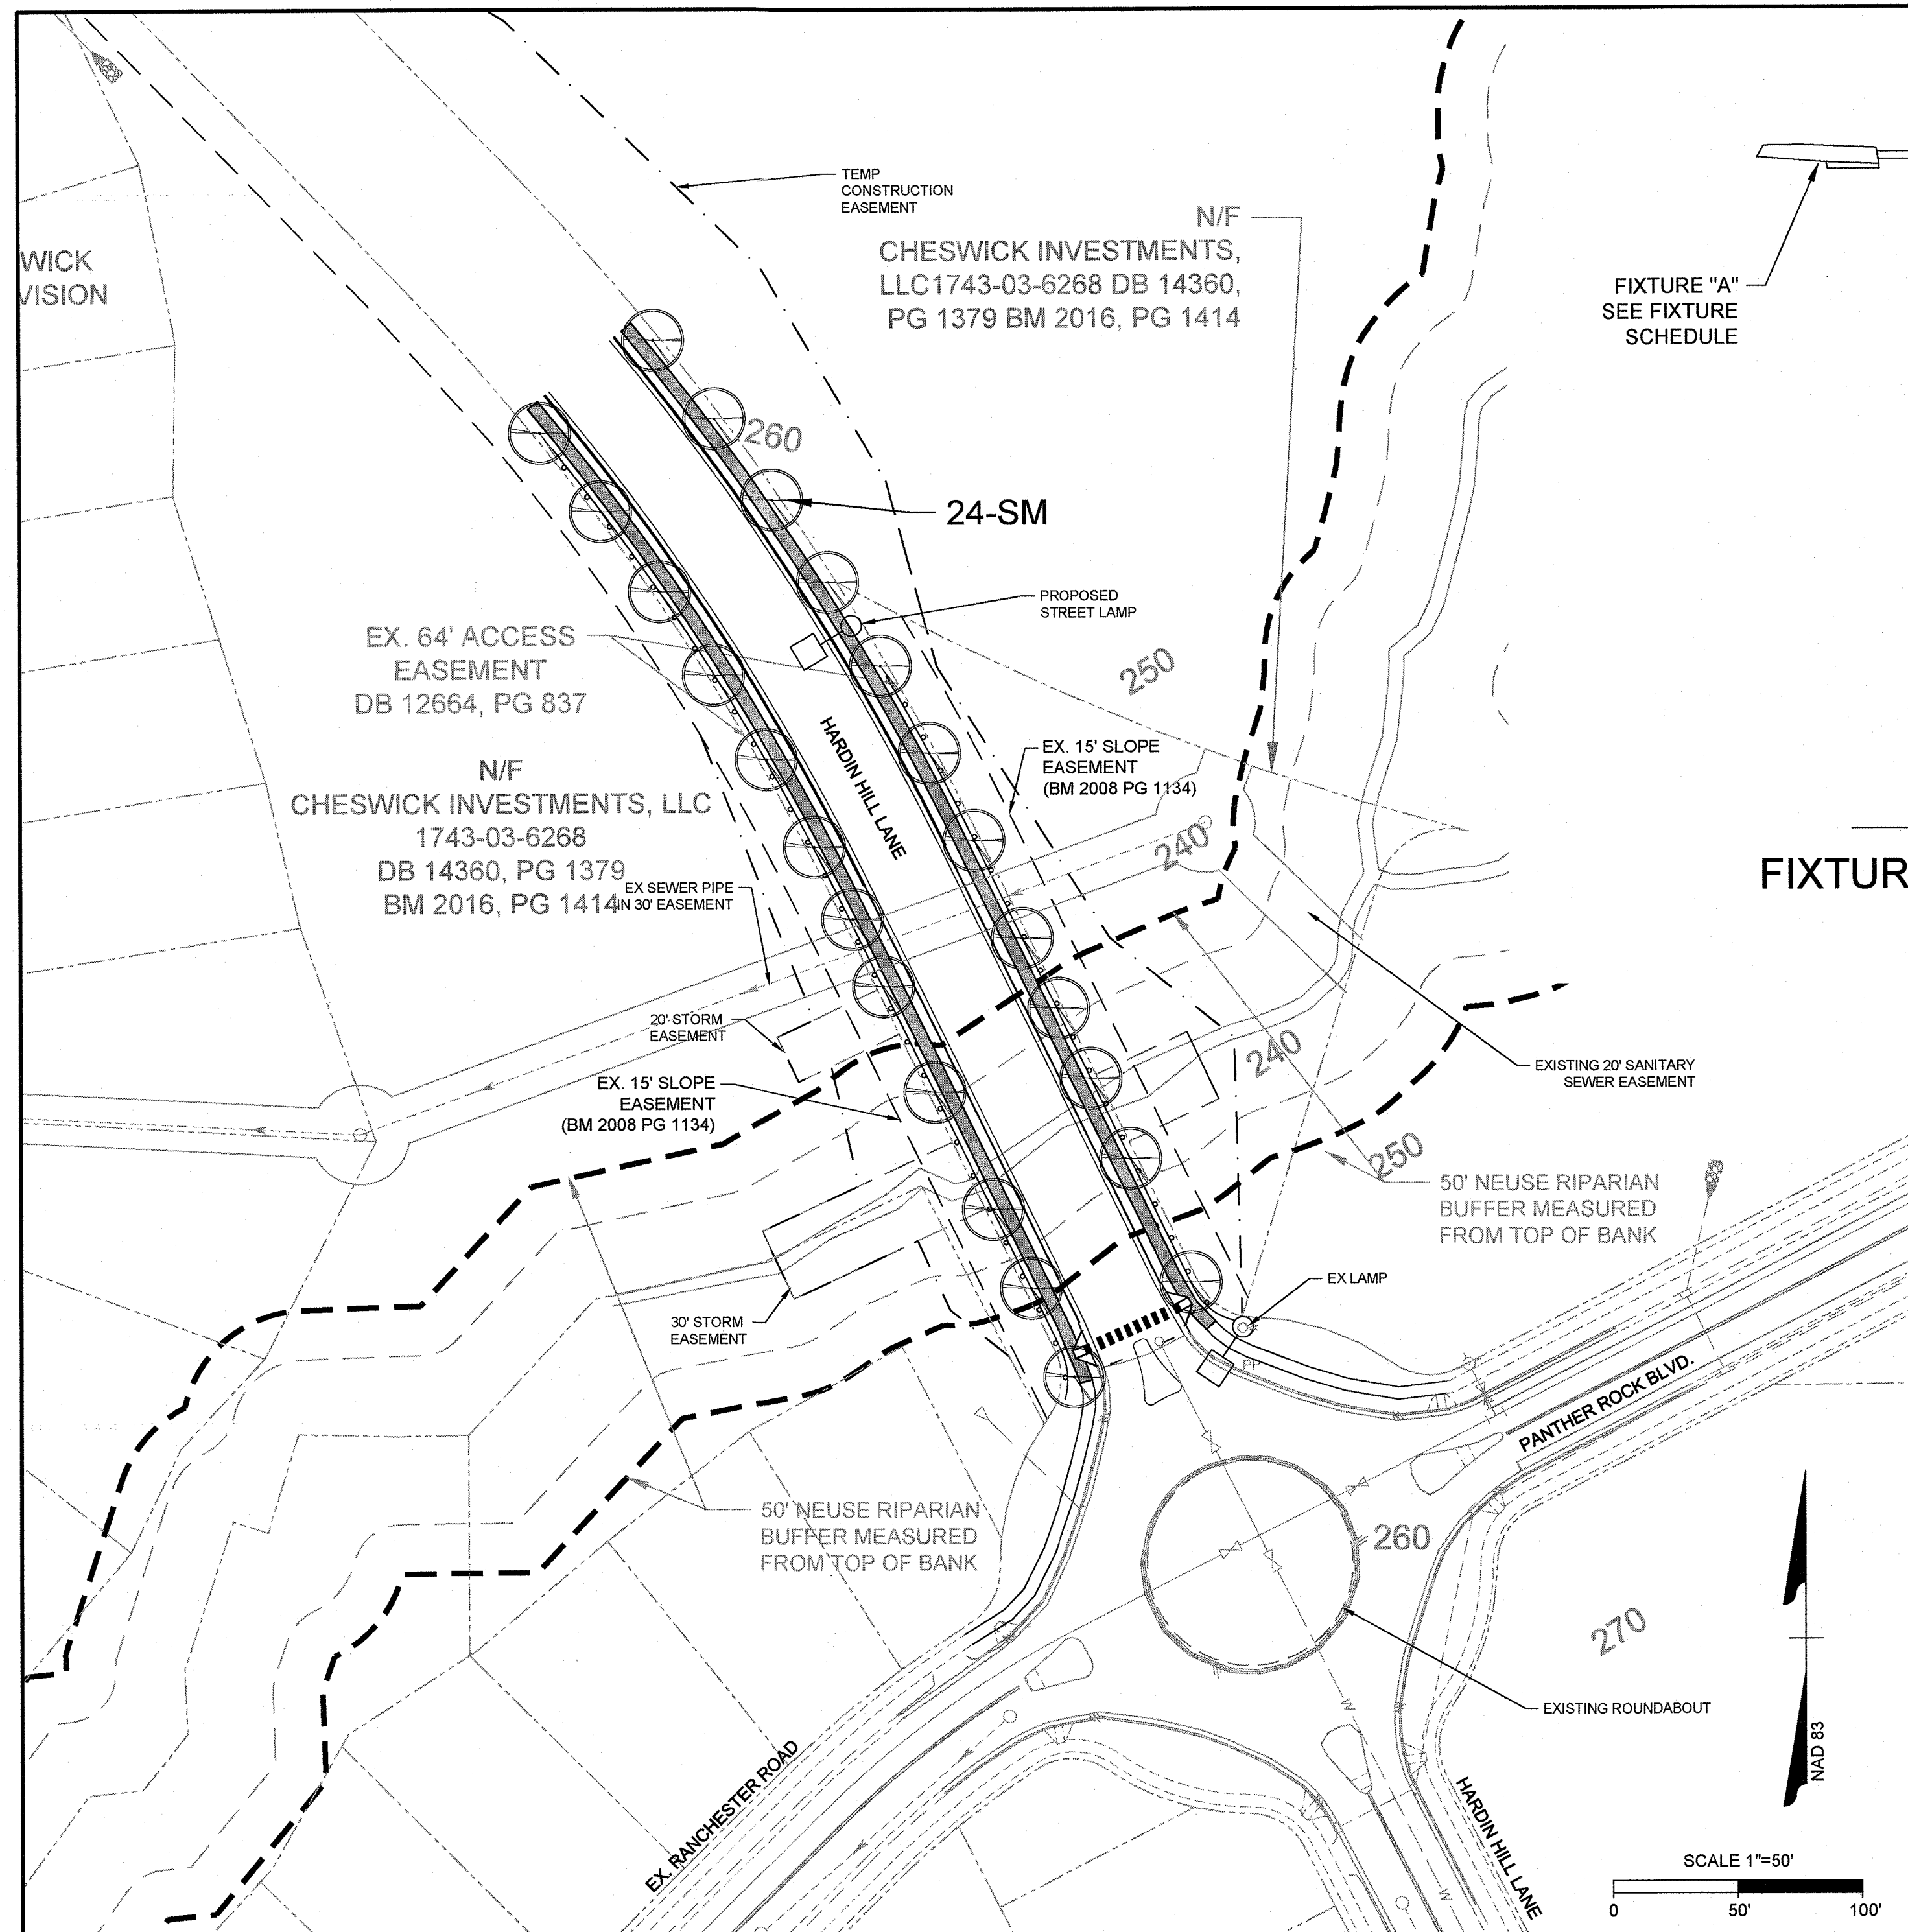 TEMP
CONSTRUCTION
EASEMENT
N/F
CHESWICK INVESTMENTS,
LLC1743-03-6268 DB 14360,
PG 1379 BM 2016, PG 1414
WICK
VISION
FIXTURE "A"
SEE FIXTURE
SCHEDULE
260
24-SM
PROPOSED
STREET LAMP
EX. 64' ACCESS
EASEMENT
DB 12664, PG 837
250
HARDIN HILL LANE
EX. 15' SLOPE
EASEMENT
(BM 2008 PG 1134)
N/F
CHESWICK INVESTMENTS, LLC
1743-03-6268
DB 14360, PG 1379
BM 2016, PG 1414
240
FIXTUR
EX SEWER PIPE
IN 30' EASEMENT
20' STORM
EASEMENT
240
EXISTING 20' SANITARY
SEWER EASEMENT
EX. 15' SLOPE
EASEMENT
(BM 2008 PG 1134)
250
50' NEUSE RIPARIAN
BUFFER MEASURED
FROM TOP OF BANK
EX LAMP
30' STORM
EASEMENT
PP
PANTHER ROCK BLVD.
50' NEUSE RIPARIAN
BUFFER MEASURED
FROM TOP OF BANK
260
270
EXISTING ROUNDABOUT
W
W
NAD 83
EX. RANCHESTER ROAD
HARDIN HILL LANE
SCALE 1"=50'
0 50' 100'